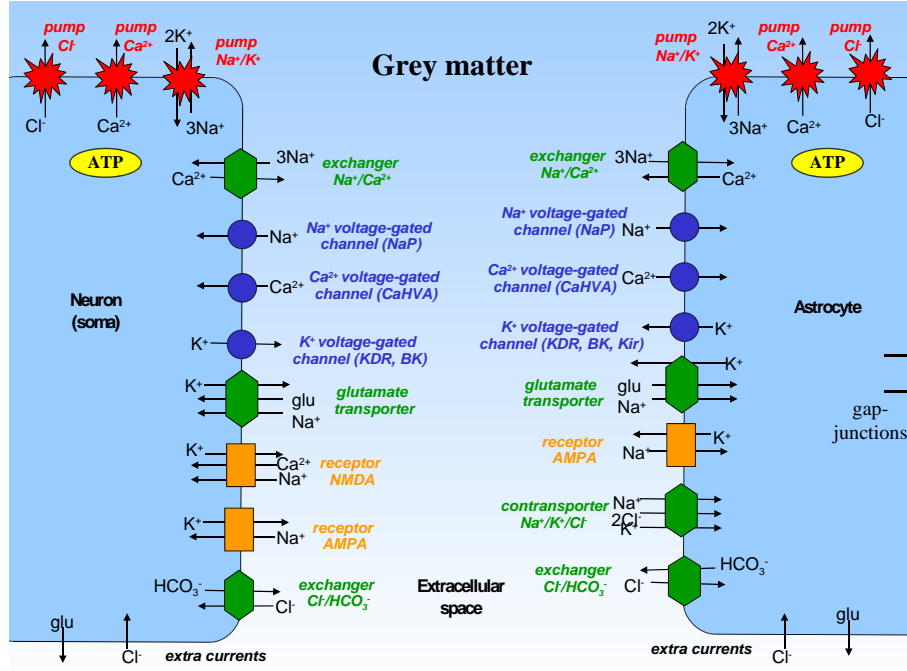 Grey matter
pump
Cl⁻
pump
Ca²⁺
2K⁺
pump
Na⁺/K⁺
Cl⁻
Ca²⁺
3Na⁺
ATP
3Na⁺
Ca²⁺
exchanger
Na⁺/Ca²⁺
Na⁺
Na⁺ voltage-gated
channel (NaP)
Ca²⁺
Ca²⁺ voltage-gated
channel (CaHVA)
Neuron
(soma)
K⁺
K⁺ voltage-gated
channel (KDR, BK)
K⁺
glu
Na⁺
glutamate
transporter
K⁺
Ca²⁺
Na⁺
receptor
NMDA
K⁺
Na⁺
receptor
AMPA
HCO₃⁻
Cl⁻
exchanger
Cl⁻/HCO₃⁻
glu
Cl⁻
extra currents
Extracellular
space
pump
Na⁺/K⁺
2K⁺
pump
Ca²⁺
pump
Cl⁻
3Na⁺
Ca²⁺
Cl⁻
ATP
exchanger
Na⁺/Ca²⁺
3Na⁺
Ca²⁺
Na⁺ voltage-gated
channel (NaP)
Na⁺
Ca²⁺ voltage-gated
channel (CaHVA)
Ca²⁺
Astrocyte
K⁺ voltage-gated
channel (KDR, BK, Kir)
K⁺
glutamate
transporter
K⁺
glu
Na⁺
gap-
junctions
receptor
AMPA
K⁺
Na⁺
contransporter
Na⁺/K⁺/Cl⁻
Na⁺
2Cl⁻
K⁺
exchanger
Cl⁻/HCO₃⁻
HCO₃⁻
Cl⁻
extra currents
Cl⁻
glu